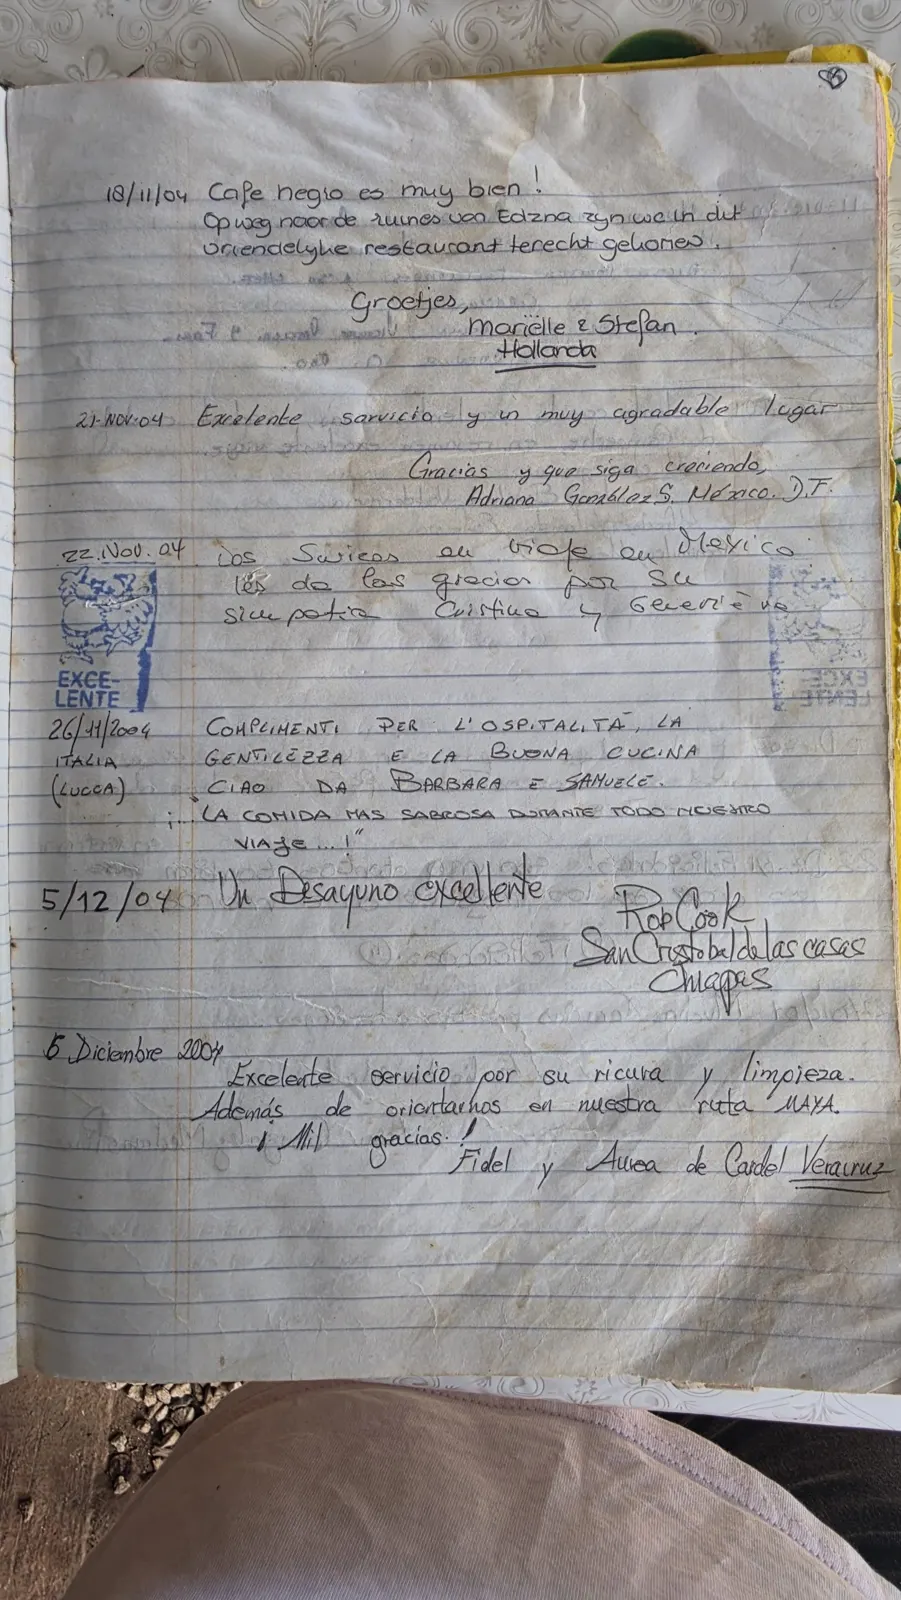 18/11/04 Cafe negro es muy bien!
Op weg naar de ruines van Edzna zyn we in dit
vriendelyke restaurant terecht gekomen.
Groetjes,
Mariëlle & Stefan.
Hollanda
21-NOV-04 Excelente servicio y un muy agradable lugar
Gracias y que siga creciendo,
Adriana González S. México. D.F.
22.Nov.04 Dos Suizas en viaje en Mexico
les da las gracias por su
simpatia Cristina y Geneviève
EXCE-
LENTE
26/11/2004 COMPLIMENTI PER L'OSPITALITÀ, LA
ITALIA GENTILEZZA E LA BUONA CUCINA
(LUCCA) CIAO DA BARBARA E SAMUELE.
¡... LA COMIDA MAS SABROSA DURANTE TODO NUESTRO
VIAJE ... !"
5/12/04 Un Desayuno excellente
Rob Cook
San Cristobal de las casas
Chiapas
5 Diciembre 2004
Excelente servicio por su ricura y limpieza.
Además de orientarnos en nuestra ruta MAYA.
¡ Mil gracias. !
Fidel y Aurea de Cardel Veracruz